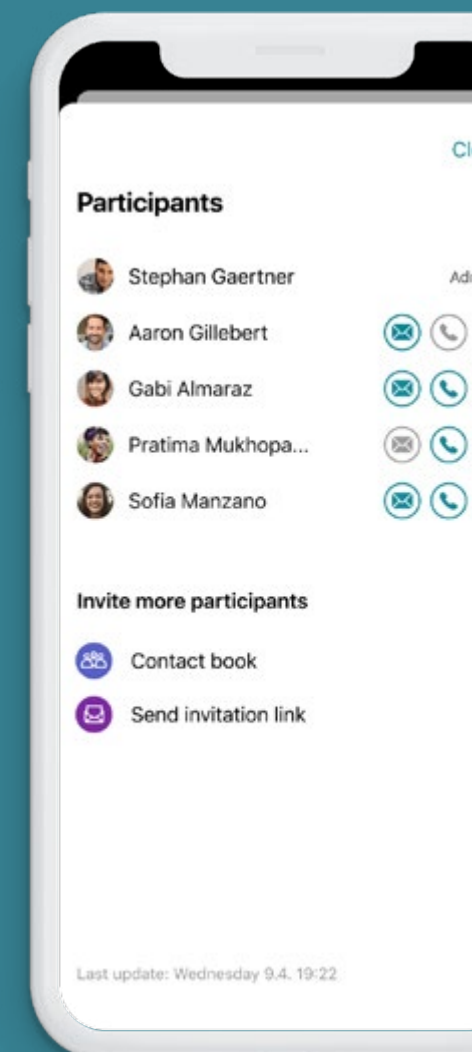 Participants
Stephan Gaertner
Aaron Gillebert
Gabi Almaraz
Pratima Mukhopa...
Sofia Manzano
Invite more participants
Contact book
Send invitation link
Last update: Wednesday 9.4. 19:22